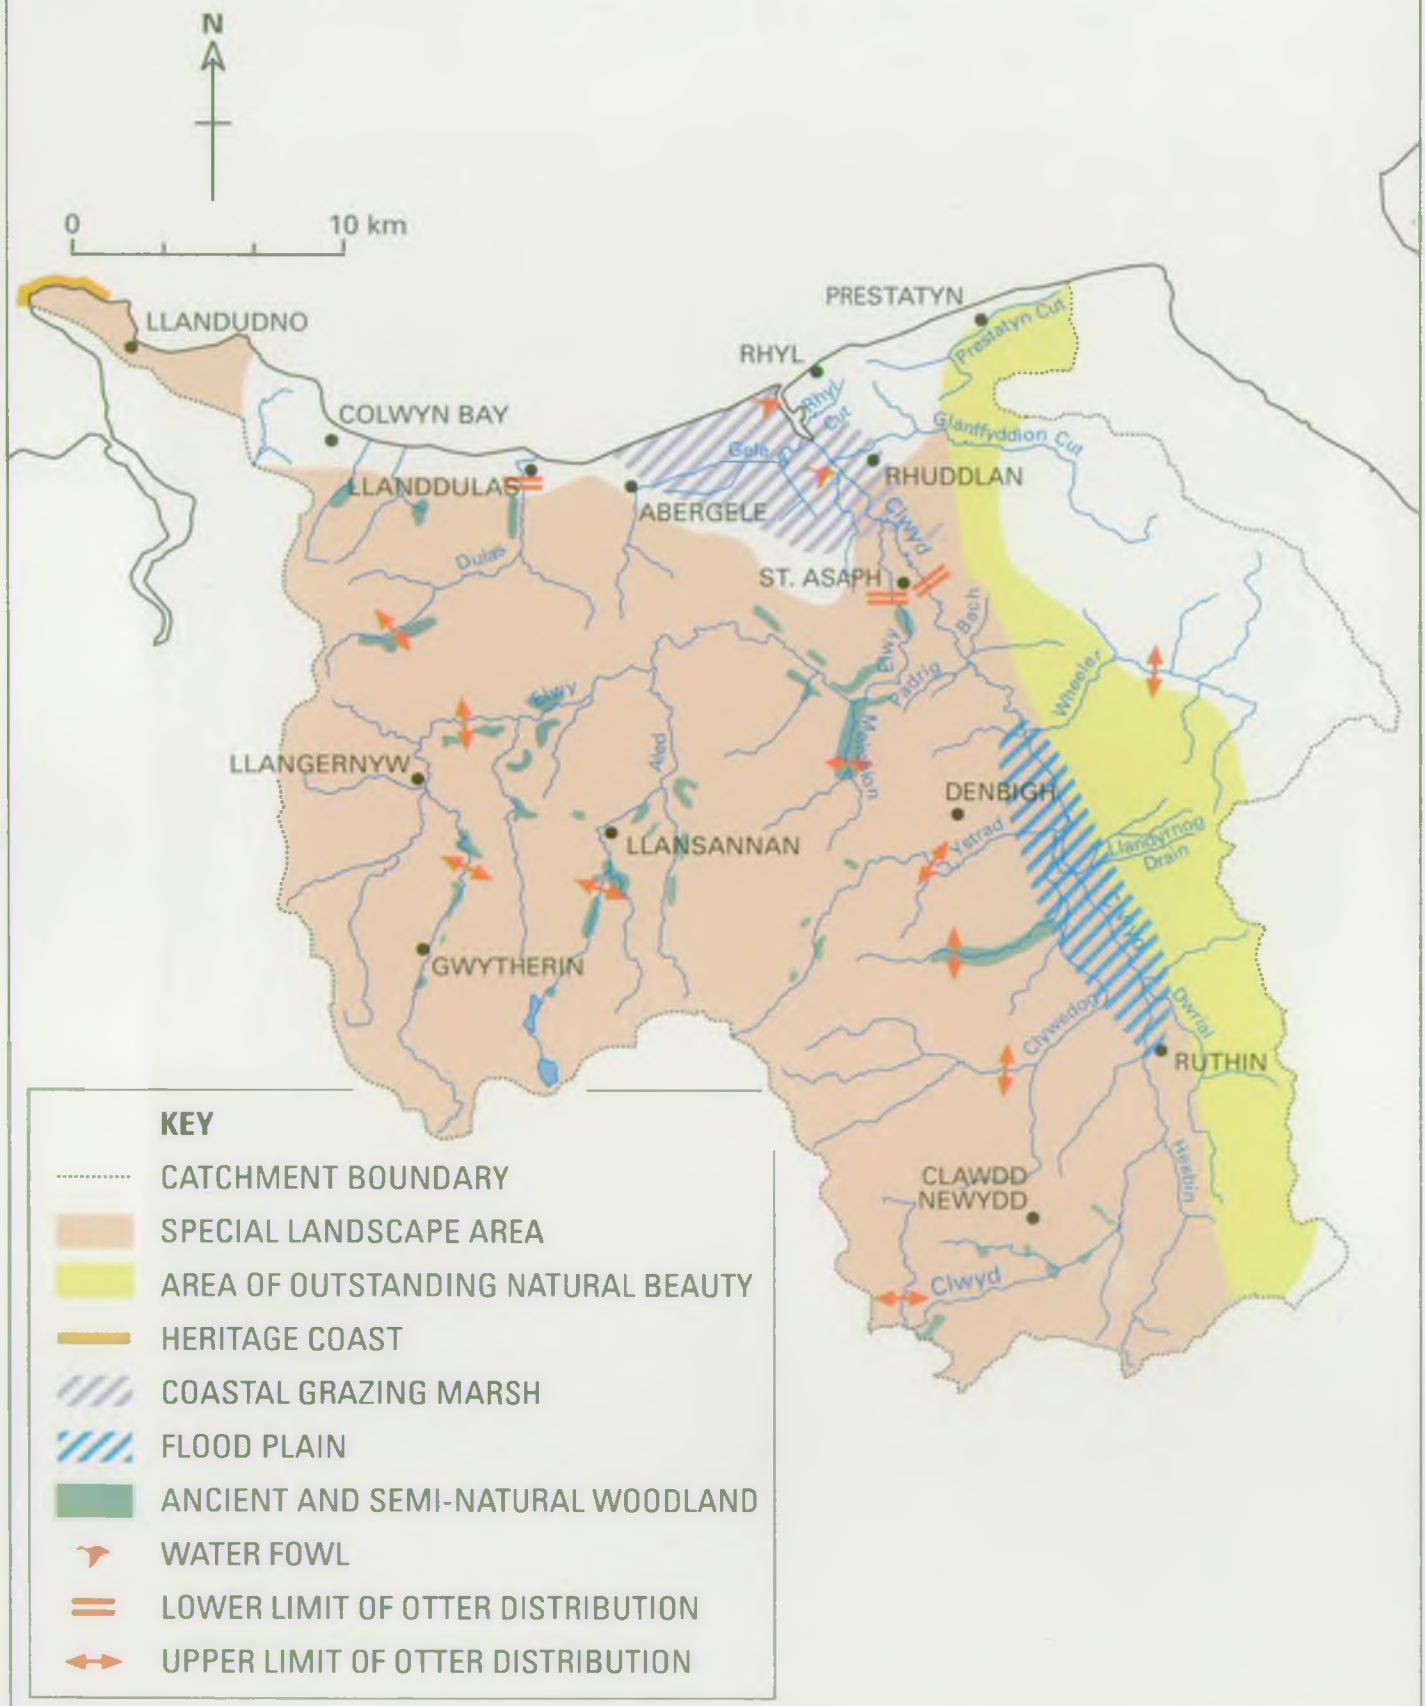 N
0 10 km
LLANDUDNO
PRESTATYN
Prestatyn Cut
RHYL
Rhyl
Cut
COLWYN BAY
Glanffyddion Cut
Gele
LLANDDULAS
RHUDDLAN
ABERGELE
Clwyd
Dulas
ST. ASAPH
Bach
Elwy
Padrig
Wheeler
Elwy
Aled
Meirchion
LLANGERNYW
DENBIGH
LLANSANNAN
Ystrad
Llandyrnog
Drain
Clwyd
GWYTHERIN
Clywedog
Dwrial
RUTHIN
Hesbin
CLAWDD
NEWYDD
Clwyd
KEY
CATCHMENT BOUNDARY
SPECIAL LANDSCAPE AREA
AREA OF OUTSTANDING NATURAL BEAUTY
HERITAGE COAST
COASTAL GRAZING MARSH
FLOOD PLAIN
ANCIENT AND SEMI-NATURAL WOODLAND
WATER FOWL
LOWER LIMIT OF OTTER DISTRIBUTION
UPPER LIMIT OF OTTER DISTRIBUTION